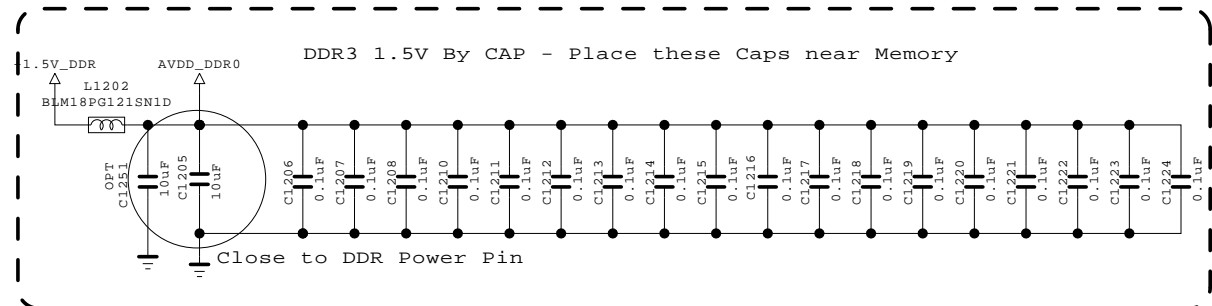 DDR3 1.5V By CAP - Place these Caps near Memory
+1.5V_DDR
AVDD_DDR0
L1202
BLM18PG121SN1D
OPT
C1251
10uF
C1205
10uF
C1206
0.1uF
C1207
0.1uF
C1208
0.1uF
C1210
0.1uF
C1211
0.1uF
C1212
0.1uF
C1213
0.1uF
C1214
0.1uF
C1215
0.1uF
C1216
0.1uF
C1217
0.1uF
C1218
0.1uF
C1219
0.1uF
C1220
0.1uF
C1221
0.1uF
C1222
0.1uF
C1223
0.1uF
C1224
0.1uF
Close to DDR Power Pin